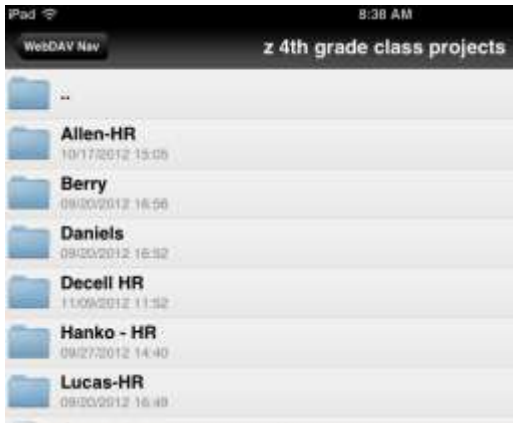 iPad 8:38 AM
WebDAV Nav z 4th grade class projects
..
Allen-HR
10/17/2012 15:05
Berry
09/20/2012 16:56
Daniels
09/20/2012 16:52
Decell HR
11/09/2012 11:52
Hanko - HR
09/27/2012 14:40
Lucas-HR
09/20/2012 16:49